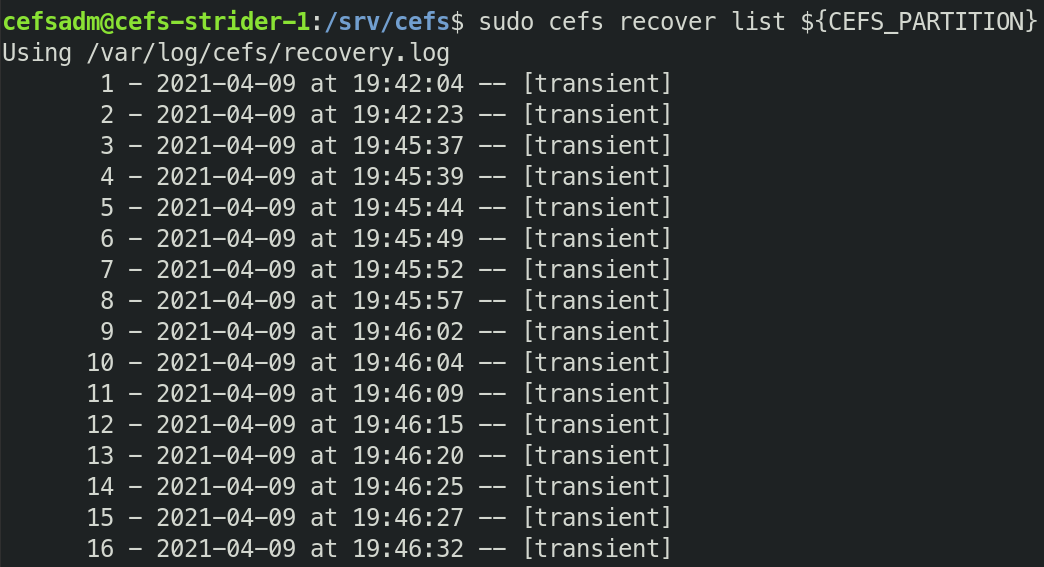 cefsadm@cefs-strider-1:/srv/cefs$ sudo cefs recover list ${CEFS_PARTITION}
Using /var/log/cefs/recovery.log
1 - 2021-04-09 at 19:42:04 -- [transient]
2 - 2021-04-09 at 19:42:23 -- [transient]
3 - 2021-04-09 at 19:45:37 -- [transient]
4 - 2021-04-09 at 19:45:39 -- [transient]
5 - 2021-04-09 at 19:45:44 -- [transient]
6 - 2021-04-09 at 19:45:49 -- [transient]
7 - 2021-04-09 at 19:45:52 -- [transient]
8 - 2021-04-09 at 19:45:57 -- [transient]
9 - 2021-04-09 at 19:46:02 -- [transient]
10 - 2021-04-09 at 19:46:04 -- [transient]
11 - 2021-04-09 at 19:46:09 -- [transient]
12 - 2021-04-09 at 19:46:15 -- [transient]
13 - 2021-04-09 at 19:46:20 -- [transient]
14 - 2021-04-09 at 19:46:25 -- [transient]
15 - 2021-04-09 at 19:46:27 -- [transient]
16 - 2021-04-09 at 19:46:32 -- [transient]